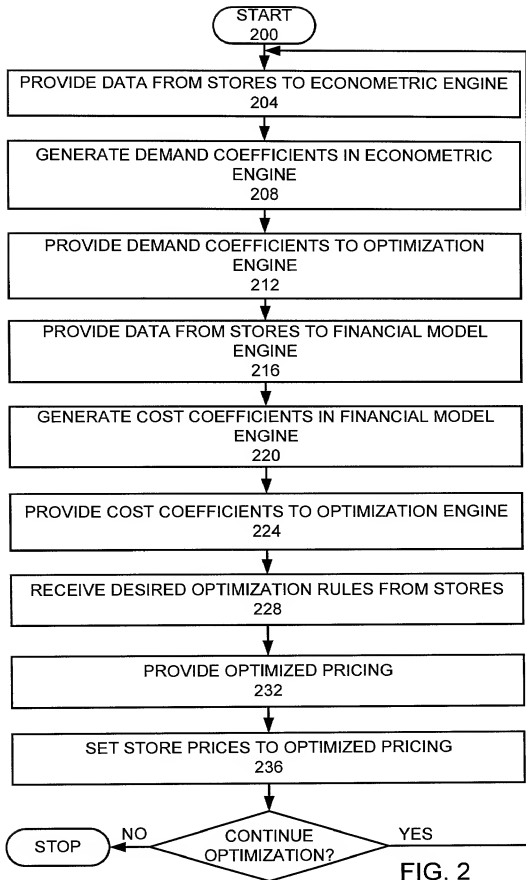 START
200
PROVIDE DATA FROM STORES TO ECONOMETRIC ENGINE
204
GENERATE DEMAND COEFFICIENTS IN ECONOMETRIC
ENGINE
208
PROVIDE DEMAND COEFFICIENTS TO OPTIMIZATION
ENGINE
212
PROVIDE DATA FROM STORES TO FINANCIAL MODEL
ENGINE
216
GENERATE COST COEFFICIENTS IN FINANCIAL MODEL
ENGINE
220
PROVIDE COST COEFFICIENTS TO OPTIMIZATION ENGINE
224
RECEIVE DESIRED OPTIMIZATION RULES FROM STORES
228
PROVIDE OPTIMIZED PRICING
232
SET STORE PRICES TO OPTIMIZED PRICING
236
STOP
NO
CONTINUE
OPTIMIZATION?
YES
FIG. 2